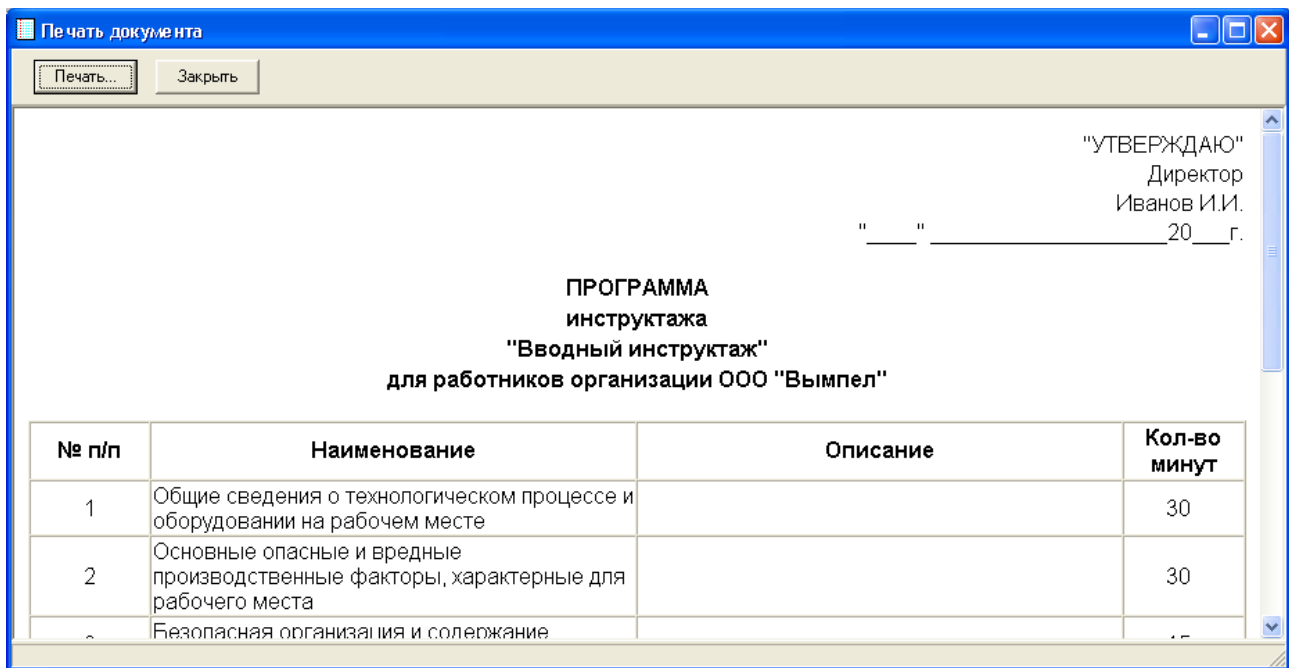 Печать документа
Печать... Закрыть
"УТВЕРЖДАЮ"
Директор
Иванов И.И.
"____" ___________________20___г.
ПРОГРАММА
инструктажа
"Вводный инструктаж"
для работников организации ООО "Вымпел"
№ п/п Наименование Описание Кол-во минут
1 Общие сведения о технологическом процессе и 30
оборудовании на рабочем месте
Основные опасные и вредные
2 производственные факторы, характерные для 30
рабочего места
Безопасная организация и содержание